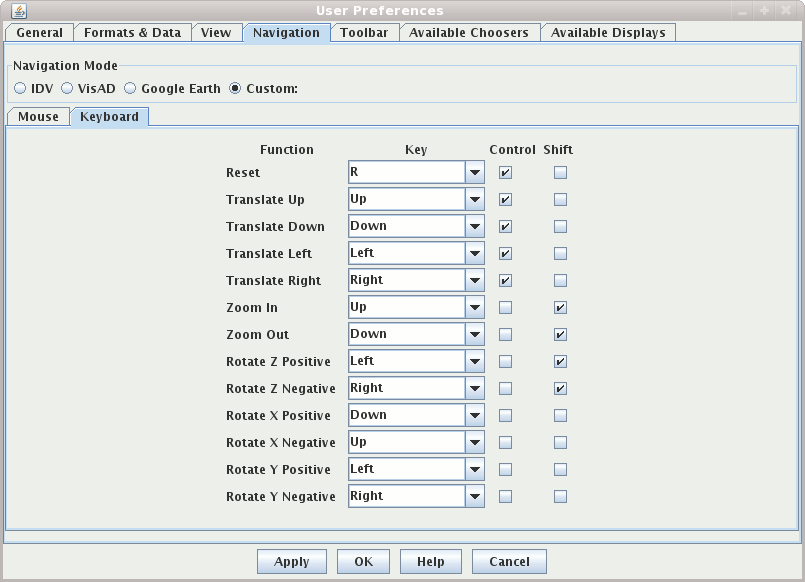 User Preferences
General Formats & Data View Navigation Toolbar Available Choosers Available Displays
Navigation Mode
IDV VisAD Google Earth Custom:
Mouse Keyboard
Function Key Control Shift
Reset R
Translate Up Up
Translate Down Down
Translate Left Left
Translate Right Right
Zoom In Up
Zoom Out Down
Rotate Z Positive Left
Rotate Z Negative Right
Rotate X Positive Down
Rotate X Negative Up
Rotate Y Positive Left
Rotate Y Negative Right
Apply OK Help Cancel